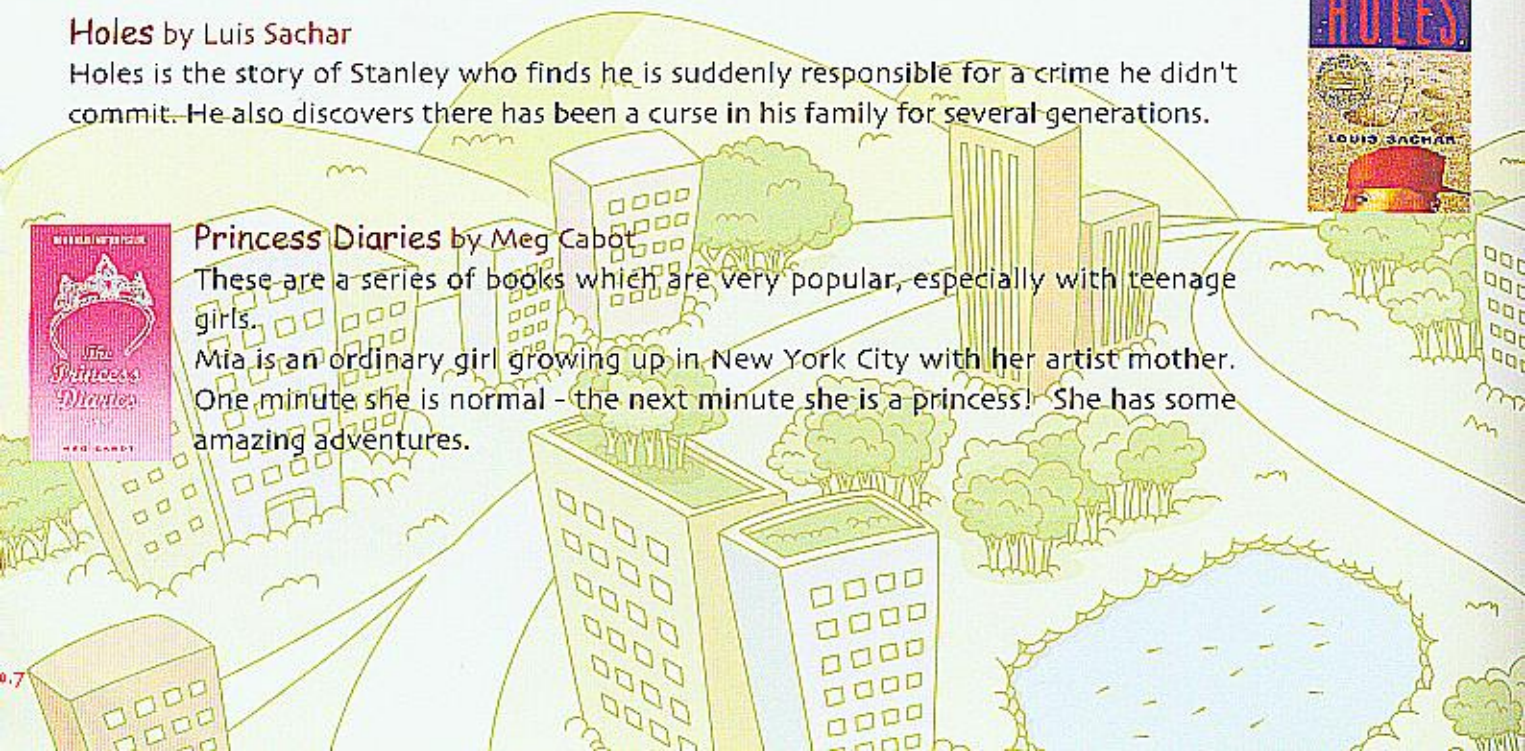 HOLES
Holes by Luis Sachar
Holes is the story of Stanley who finds he is suddenly responsible for a crime he didn't
commit. He also discovers there has been a curse in his family for several generations.
LOUIS SACHAR
Princess Diaries by Meg Cabot
These are a series of books which are very popular, especially with teenage
girls.
Mia is an ordinary girl growing up in New York City with her artist mother.
One minute she is normal - the next minute she is a princess! She has some
amazing adventures.
The
Princess
Diaries
MEG CABOT
.7